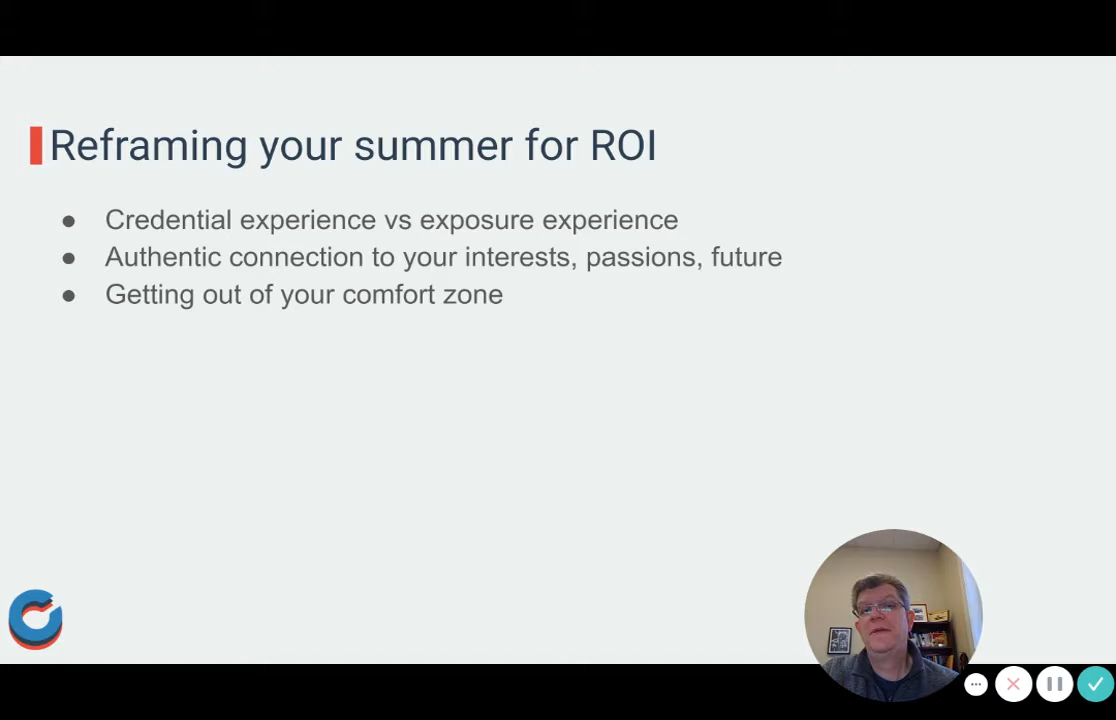 Reframing your summer for ROI
● Credential experience vs exposure experience
● Authentic connection to your interests, passions, future
● Getting out of your comfort zone